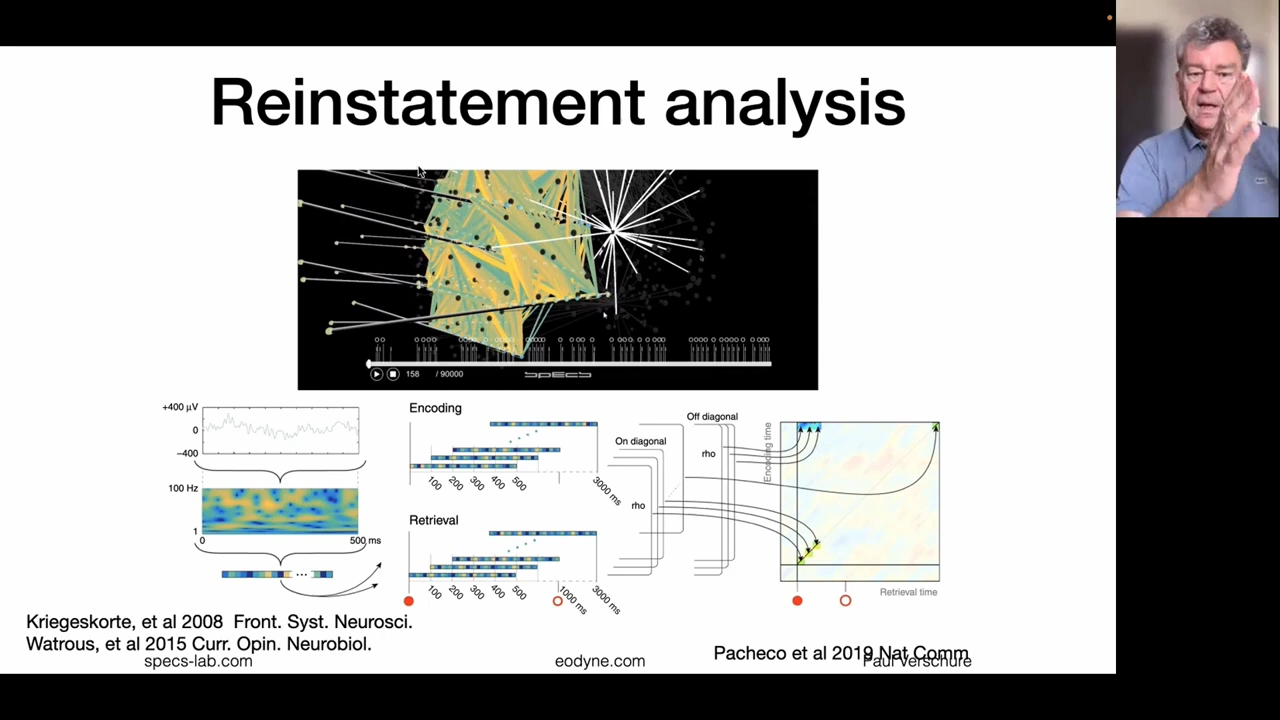 Reinstatement analysis
158 / 90000
specs
+400 µV
0
−400
100 Hz
1
0
500 ms
Encoding
100
200
300
400
500
3000 ms
Retrieval
100
200
300
400
500
1000 ms
3000 ms
On diagonal
rho
Off diagonal
rho
Encoding time
Retrieval time
Kriegeskorte, et al 2008 Front. Syst. Neurosci.
Watrous, et al 2015 Curr. Opin. Neurobiol.
Pacheco et al 2019 Nat Comm
specs-lab.com
eodyne.com
Paul Verschure